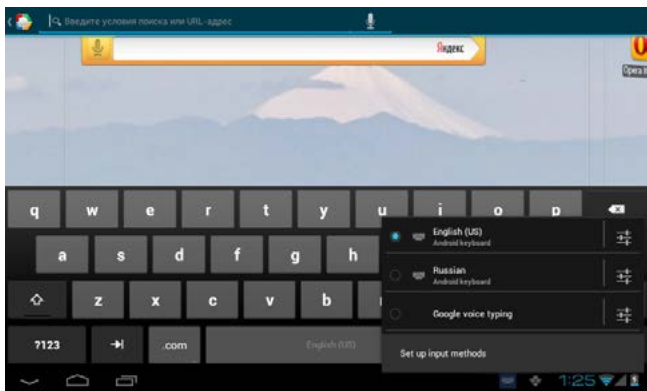 Введите условия поиска или URL-адрес
Яндекс
Opera
q w e r t y u i o p
English (US)
Android keyboard
a s d f g h
Russian
Android keyboard
z x c v b
Google voice typing
?123 .com English (US)
Set up input methods
1:25